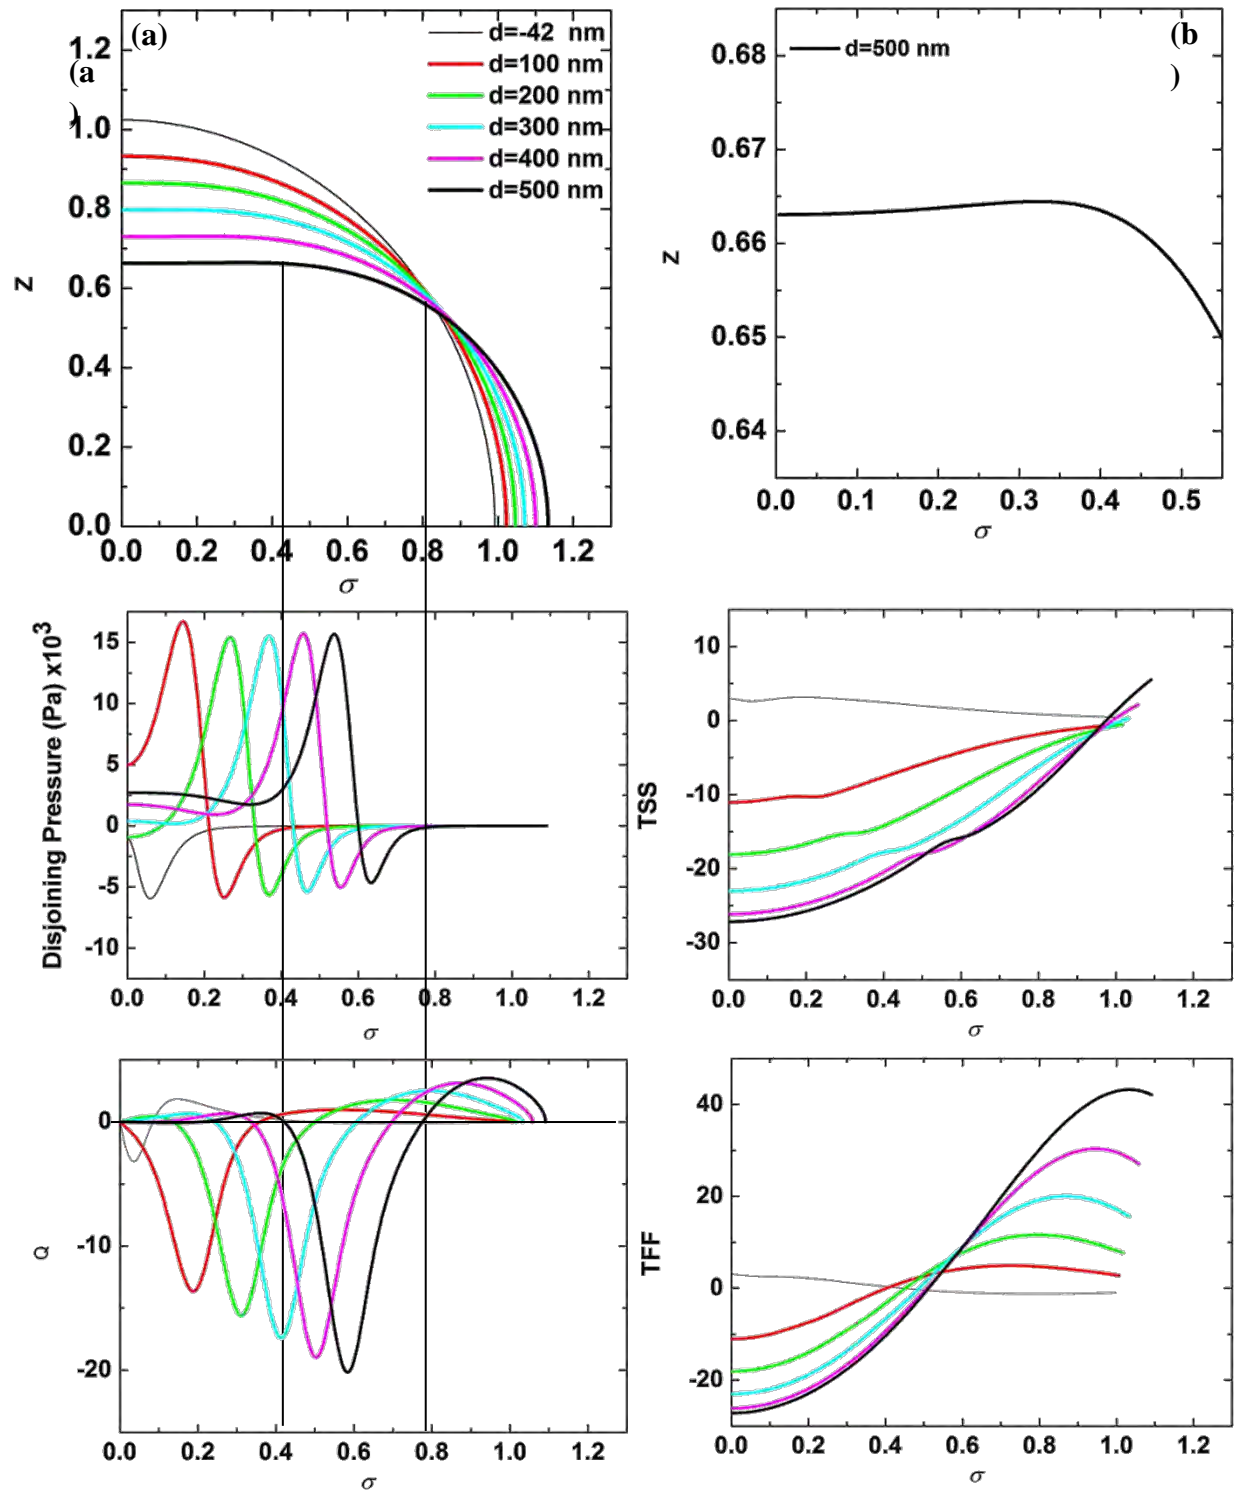 (a)
(a
)
d=-42 nm
d=100 nm
d=200 nm
d=300 nm
d=400 nm
d=500 nm
1.2
1.0
0.8
0.6
0.4
0.2
0.0
z
0.0 0.2 0.4 0.6 0.8 1.0 1.2
σ
(b
)
d=500 nm
0.68
0.67
0.66
0.65
0.64
z
0.0 0.1 0.2 0.3 0.4 0.5
σ
Disjoining Pressure (Pa) x10³
15
10
5
0
-5
-10
0.0 0.2 0.4 0.6 0.8 1.0 1.2
σ
TSS
10
0
-10
-20
-30
0.0 0.2 0.4 0.6 0.8 1.0 1.2
σ
Q
0
-10
-20
0.0 0.2 0.4 0.6 0.8 1.0 1.2
σ
TFF
40
20
0
-20
0.0 0.2 0.4 0.6 0.8 1.0 1.2
σ